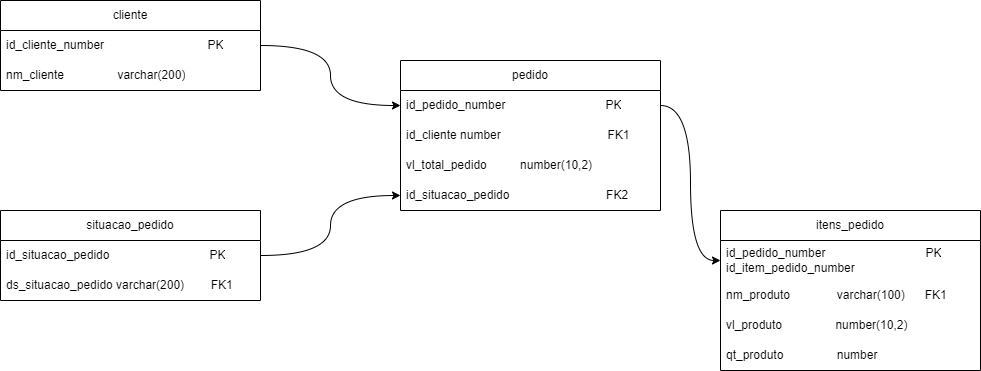 cliente
id_cliente_number PK
nm_cliente varchar(200)
pedido
id_pedido_number PK
id_cliente number FK1
vl_total_pedido number(10,2)
id_situacao_pedido FK2
situacao_pedido
id_situacao_pedido PK
ds_situacao_pedido varchar(200) FK1
itens_pedido
id_pedido_number PK
id_item_pedido_number
nm_produto varchar(100) FK1
vl_produto number(10,2)
qt_produto number